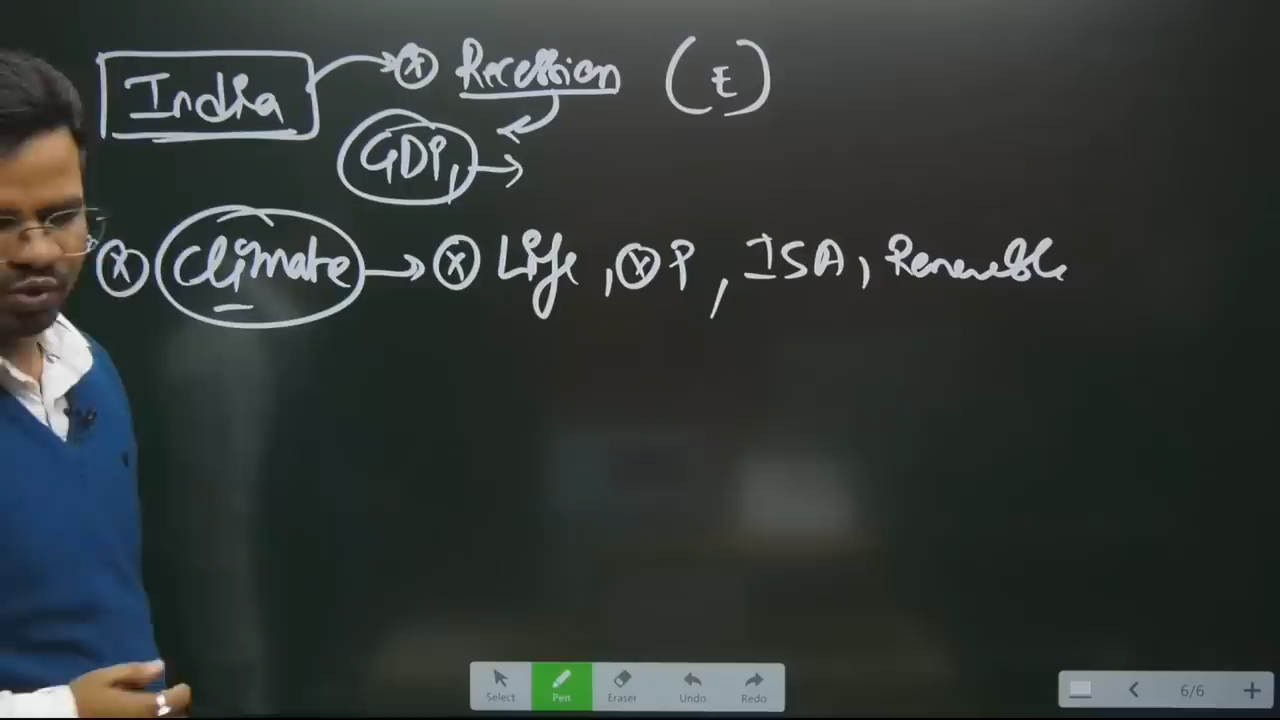 India → ⓧ Recession (E)
GDP, →
ⓧ Climate → ⓧ Life, ⓧ P, ISA, Renewable
Select Pen Eraser Undo Redo 6/6